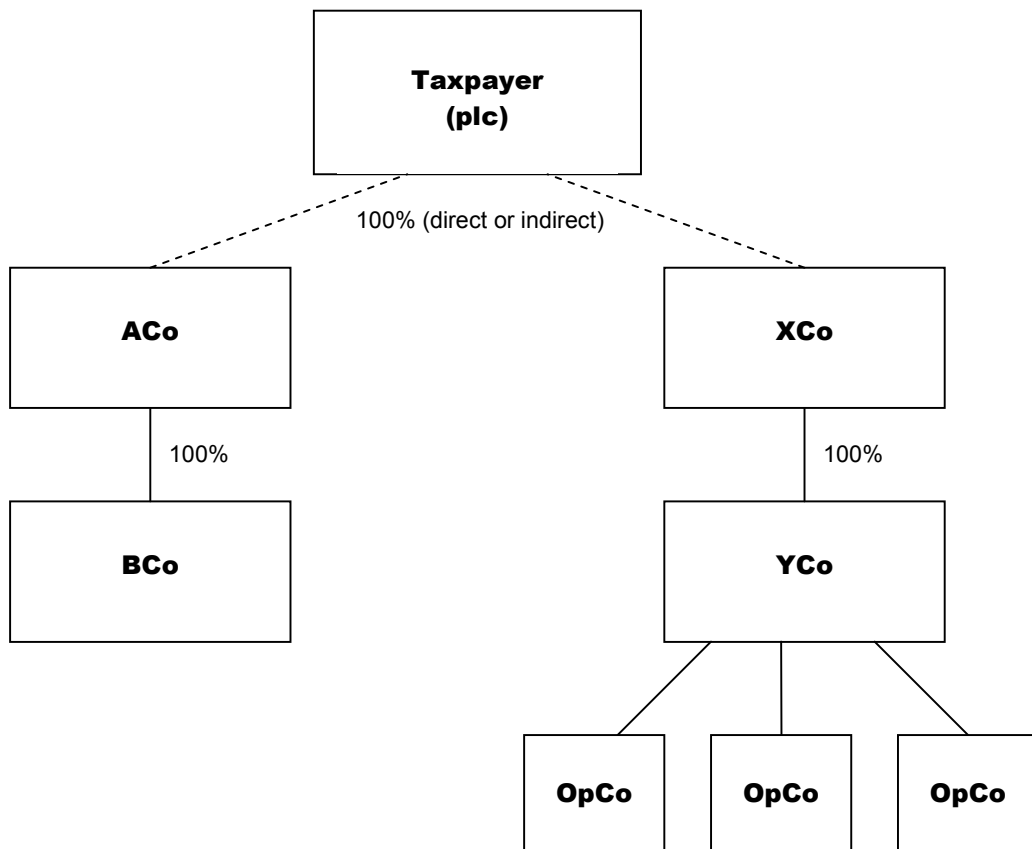 Taxpayer
(plc)
100% (direct or indirect)
ACo
XCo
100%
100%
BCo
YCo
OpCo
OpCo
OpCo